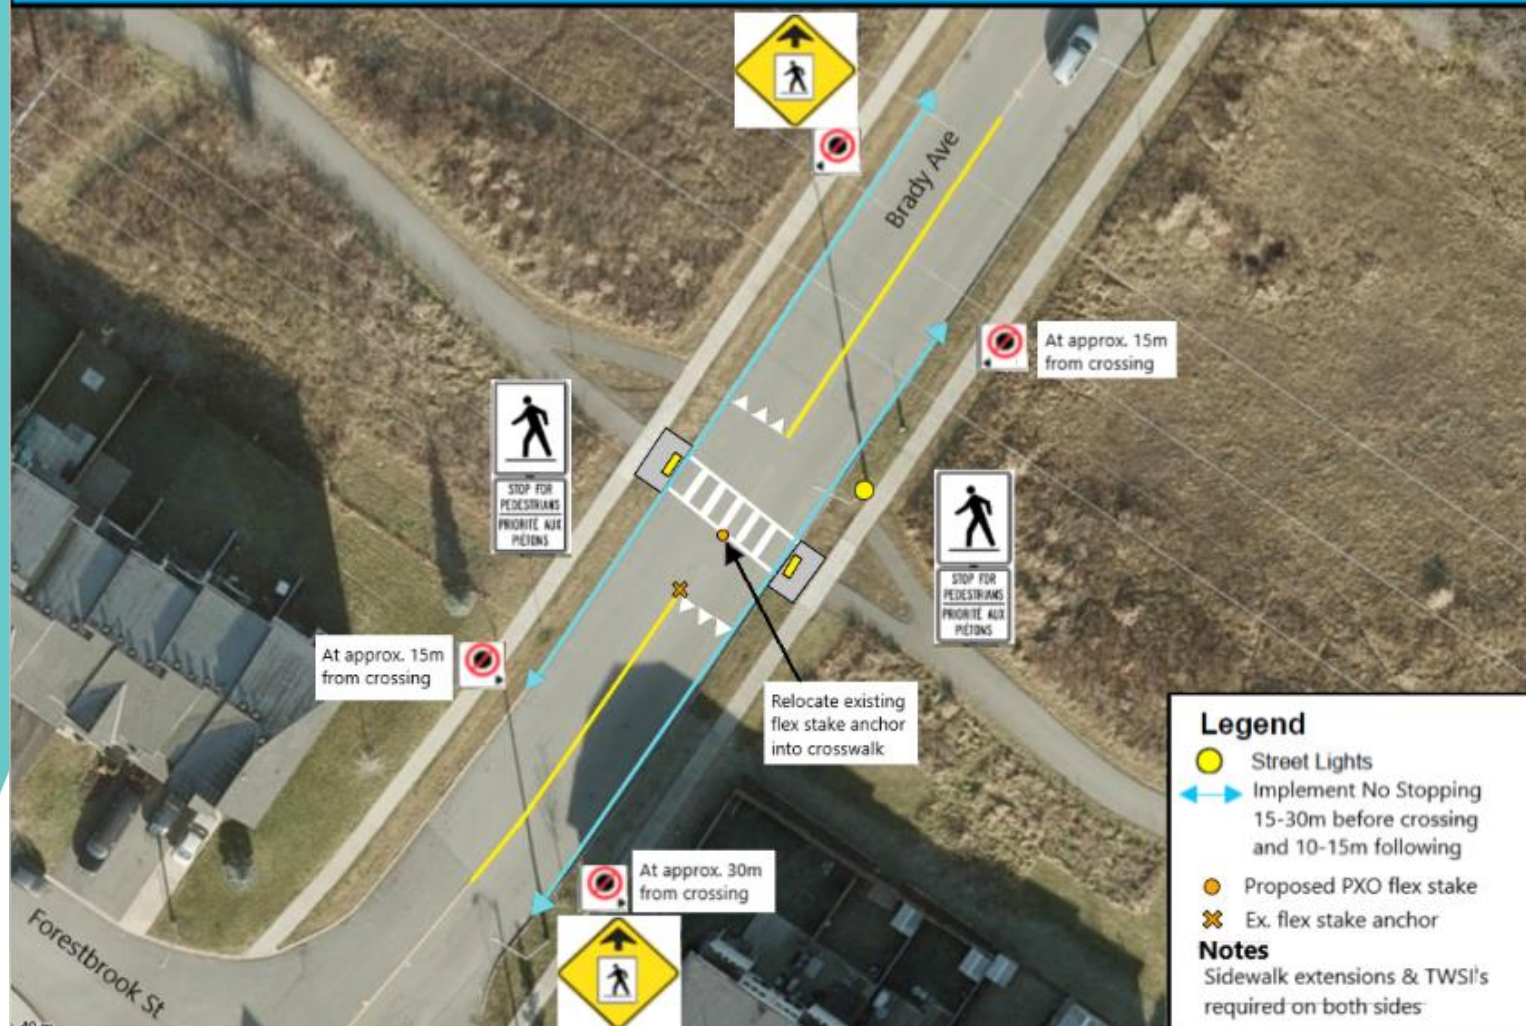 Brady Ave
At approx. 15m
from crossing
STOP FOR
PEDESTRIANS
PRIORITÉ AUX
PIÉTONS
STOP FOR
PEDESTRIANS
PRIORITÉ AUX
PIÉTONS
At approx. 15m
from crossing
Relocate existing
flex stake anchor
into crosswalk
At approx. 30m
from crossing
Forestbrook St
Legend
Street Lights
Implement No Stopping
15-30m before crossing
and 10-15m following
Proposed PXO flex stake
Ex. flex stake anchor
Notes
Sidewalk extensions & TWSI's
required on both sides